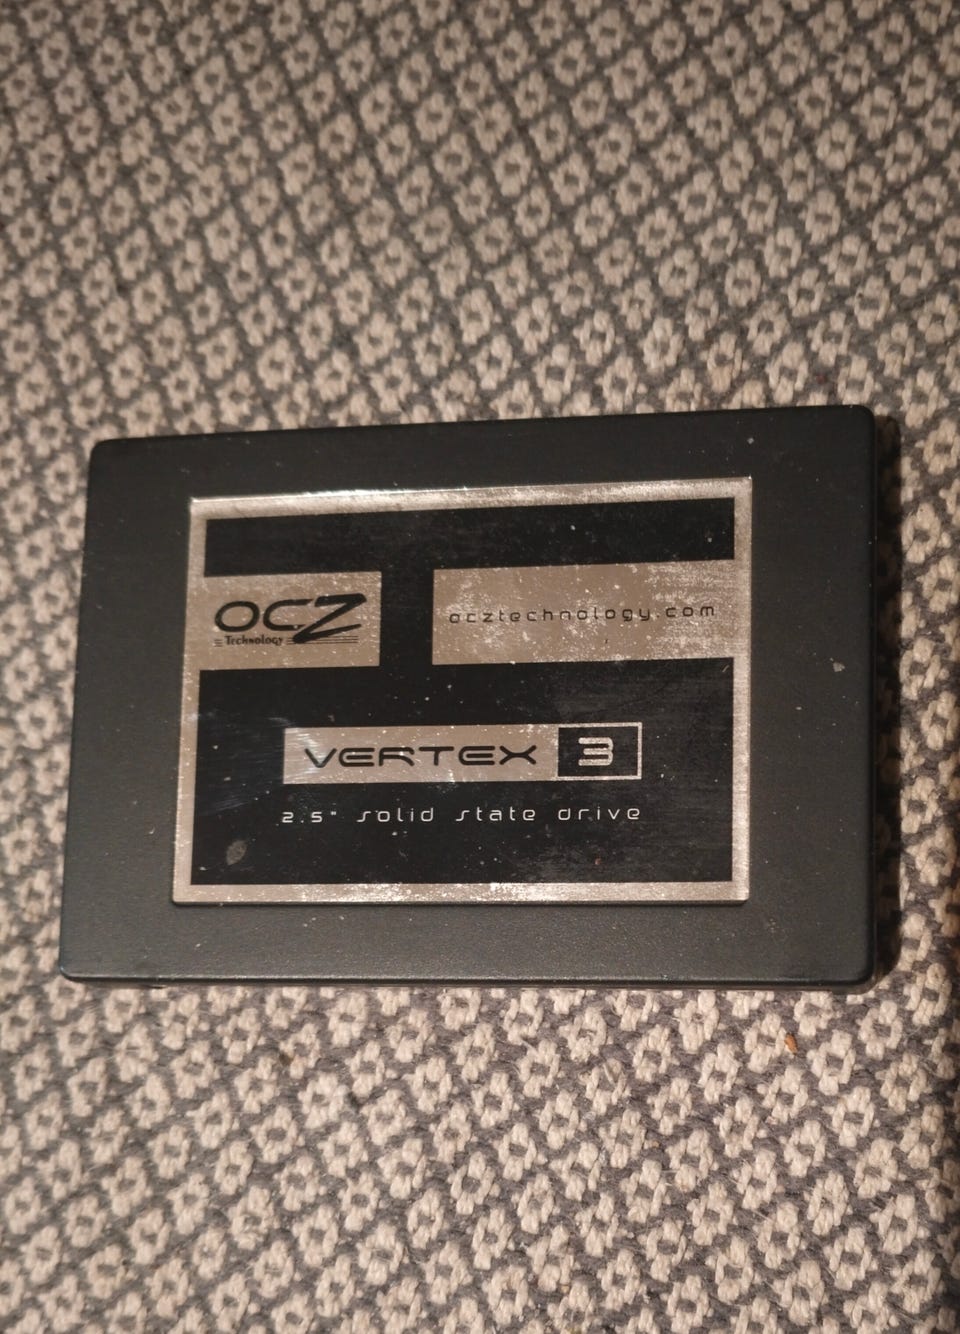 OCZ
Technology
ocztechnology.com
VERTEX 3
2.5" solid state drive